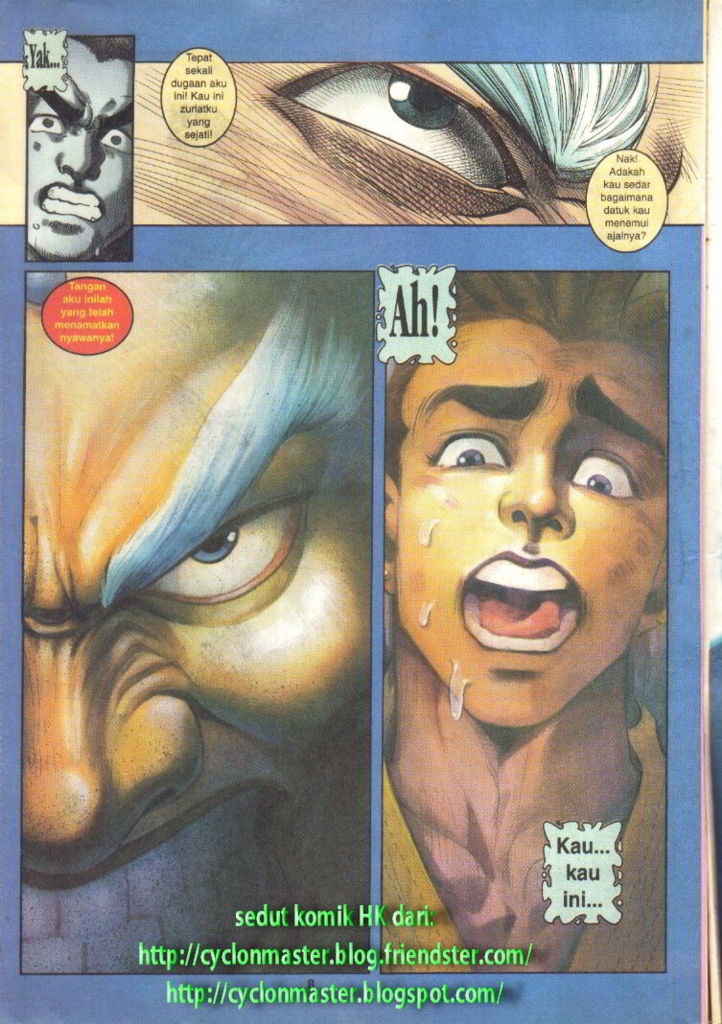 Yak...
Tepat
sekali
dugaan aku
ini! Kau ini
zuriatku
yang
sejati!
Nak!
Adakah
kau sedar
bagaimana
datuk kau
menemui
ajalnya?
Tangan
aku inilah
yang telah
menamatkan
nyawanya!
Ah!
Kau...
kau
ini...
sedut komik HK dari:
http://cyclonmaster.blog.friendster.com/
http://cyclonmaster.blogspot.com/